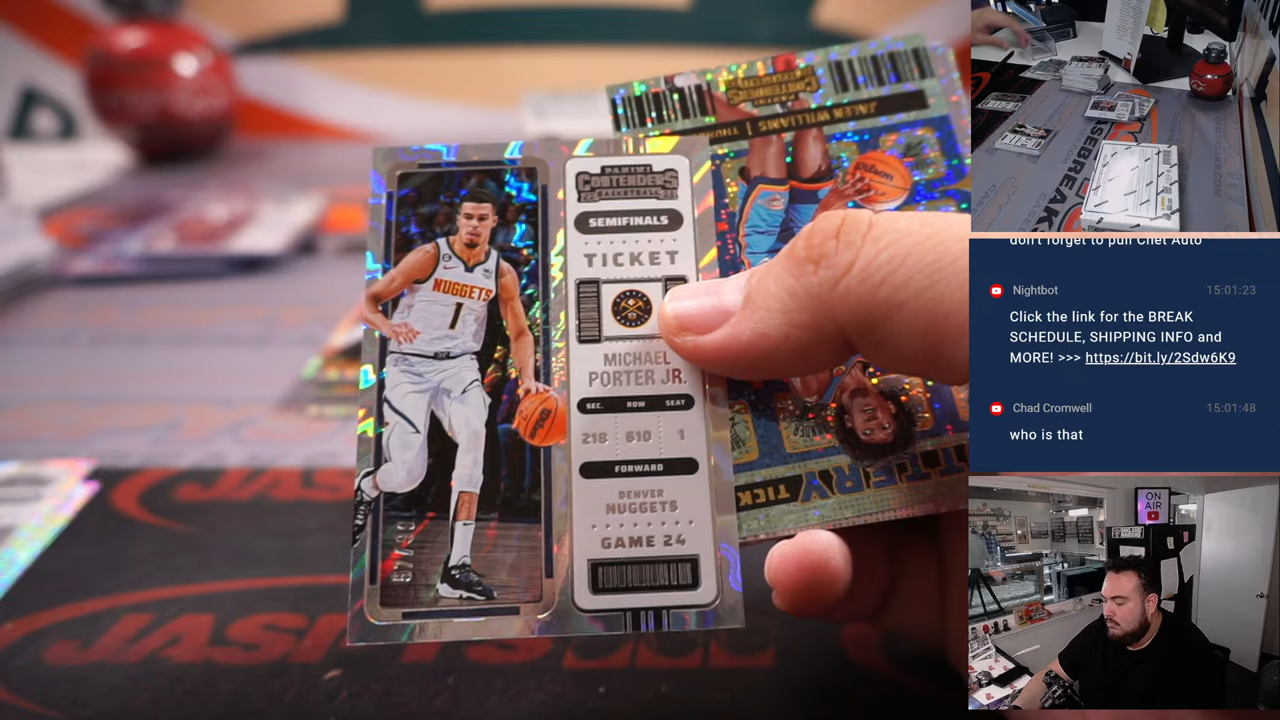 PANINI
CONTENDERS
BASKETBALL
SEMIFINALS
TICKET
MICHAEL
PORTER JR.
SEC. ROW SEAT
218 610 1
FORWARD
DENVER
NUGGETS
GAME 24
NUGGETS
1
JALEN WILLIAMS
Wilson
LOTTERY TICK
don't forget to pull Chet Auto
Nightbot 15:01:23
Click the link for the BREAK
SCHEDULE, SHIPPING INFO and
MORE! >>> https://bit.ly/2Sdw6K9
Chad Cromwell 15:01:48
who is that
ON
AIR